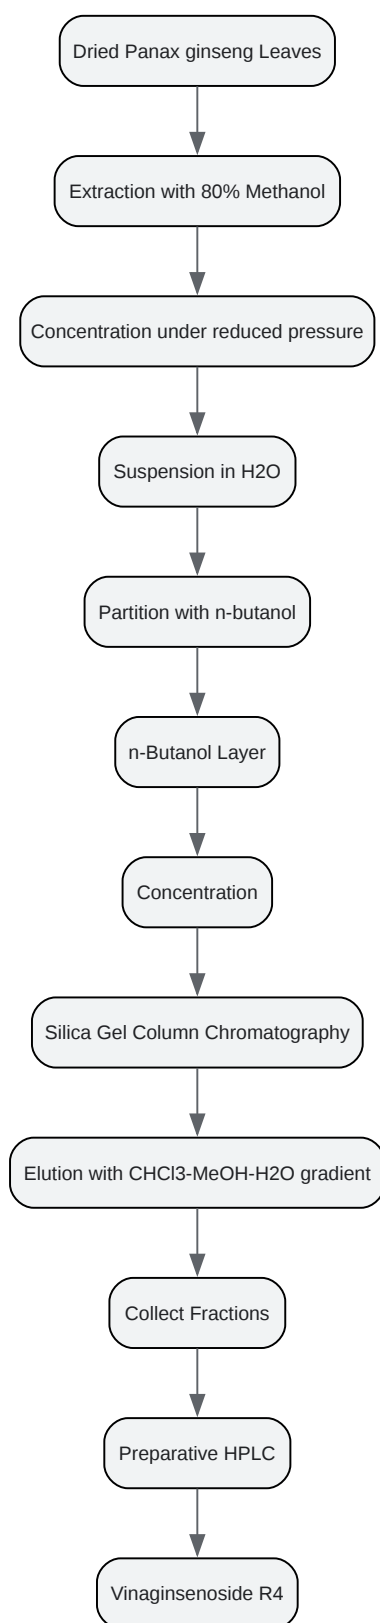 Dried Panax ginseng Leaves
Extraction with 80% Methanol
Concentration under reduced pressure
Suspension in H2O
Partition with n-butanol
n-Butanol Layer
Concentration
Silica Gel Column Chromatography
Elution with CHCl3-MeOH-H2O gradient
Collect Fractions
Preparative HPLC
Vinaginsenoside R4